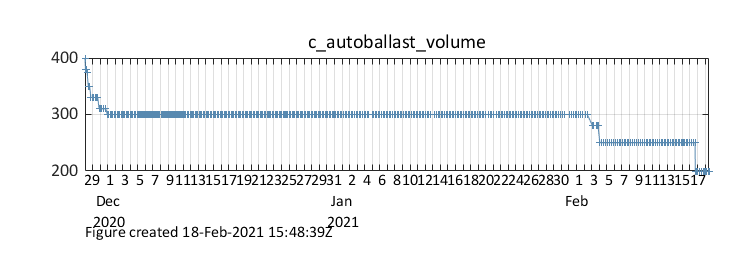 c_autoballast_volume
400
300
200
29 1 3 5 7 9 11 13 15 17 19 21 23 25 27 29 31 2 4 6 8 10 12 14 16 18 20 22 24 26 28 30 1 3 5 7 9 11 13 15 17
Dec Jan Feb
2020 2021
Figure created 18-Feb-2021 15:48:39Z